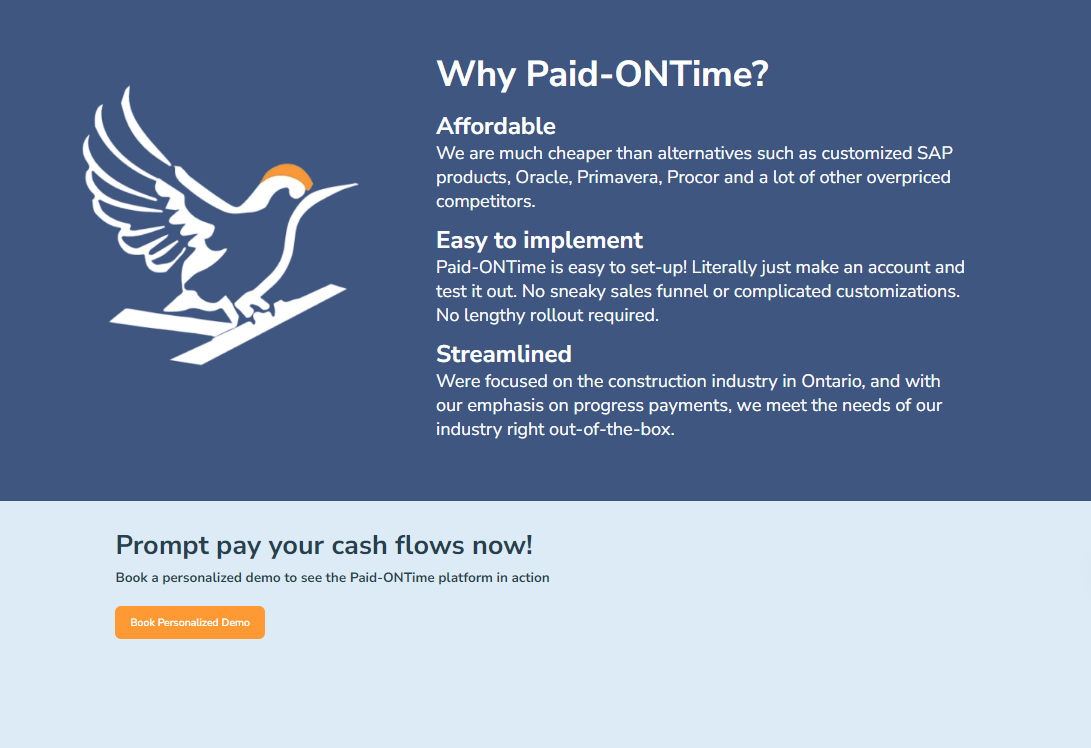 Why Paid-ONTime?
Affordable
We are much cheaper than alternatives such as customized SAP
products, Oracle, Primavera, Procor and a lot of other overpriced
competitors.
Easy to implement
Paid-ONTime is easy to set-up! Literally just make an account and
test it out. No sneaky sales funnel or complicated customizations.
No lengthy rollout required.
Streamlined
Were focused on the construction industry in Ontario, and with
our emphasis on progress payments, we meet the needs of our
industry right out-of-the-box.
Prompt pay your cash flows now!
Book a personalized demo to see the Paid-ONTime platform in action
Book Personalized Demo